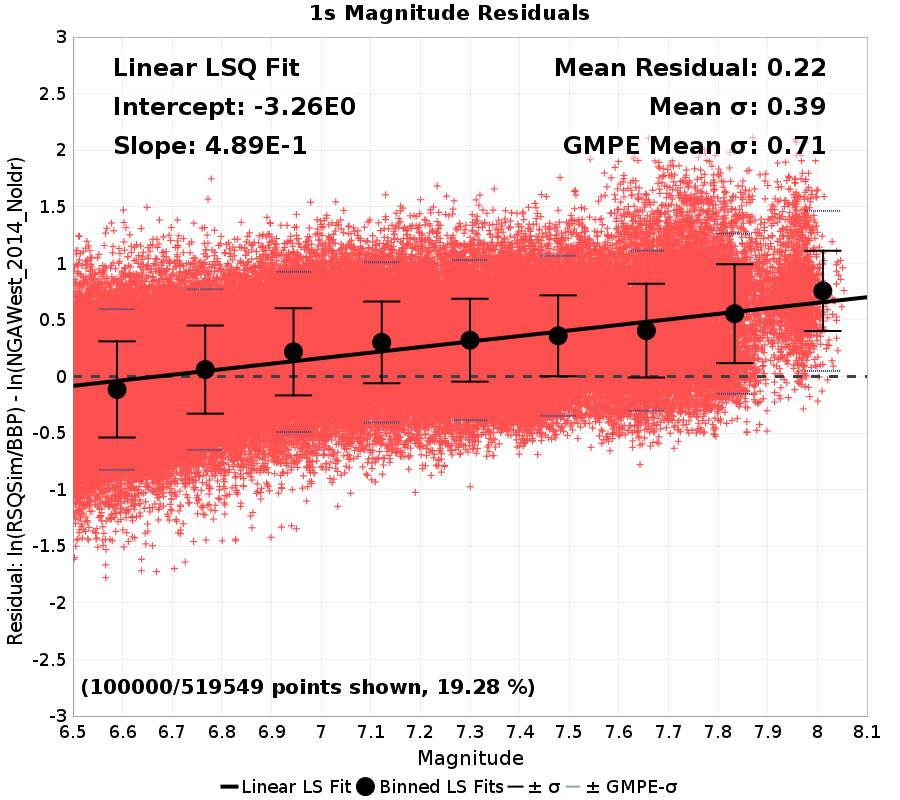 1s Magnitude Residuals
Linear LSQ Fit
Intercept: -3.26E0
Slope: 4.89E-1
Mean Residual: 0.22
Mean σ: 0.39
GMPE Mean σ: 0.71
Residual: ln(RSQSim/BBP) - ln(NGAWest_2014_NoIdr)
3
2.5
2
1.5
1
0.5
0
-0.5
-1
-1.5
-2
-2.5
-3
(100000/519549 points shown, 19.28 %)
6.5 6.6 6.7 6.8 6.9 7 7.1 7.2 7.3 7.4 7.5 7.6 7.7 7.8 7.9 8 8.1
Magnitude
Linear LS Fit Binned LS Fits ± σ ± GMPE-σ